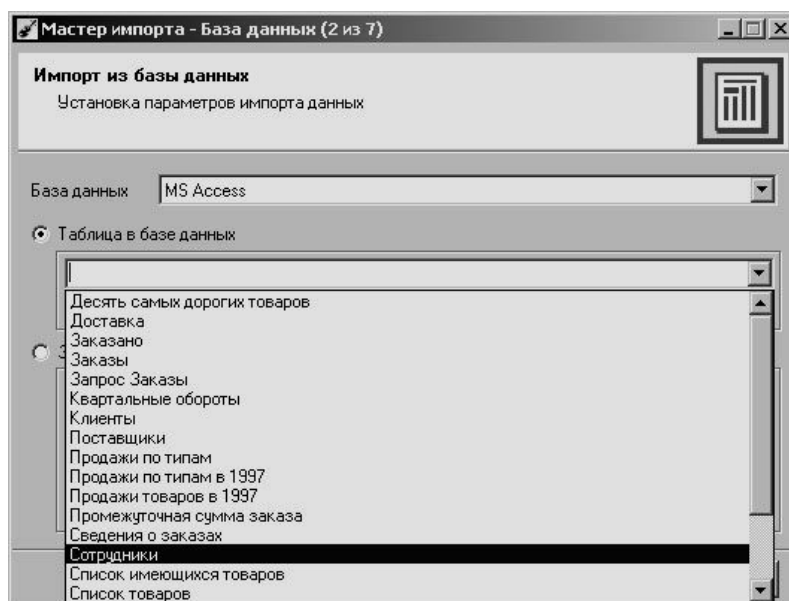 Мастер импорта - База данных (2 из 7)
Импорт из базы данных
Установка параметров импорта данных
База данных MS Access
Таблица в базе данных
Десять самых дорогих товаров
Доставка
Заказано
Заказы
Запрос Заказы
Квартальные обороты
Клиенты
Поставщики
Продажи по типам
Продажи по типам в 1997
Продажи товаров в 1997
Промежуточная сумма заказа
Сведения о заказах
Сотрудники
Список имеющихся товаров
Список товаров